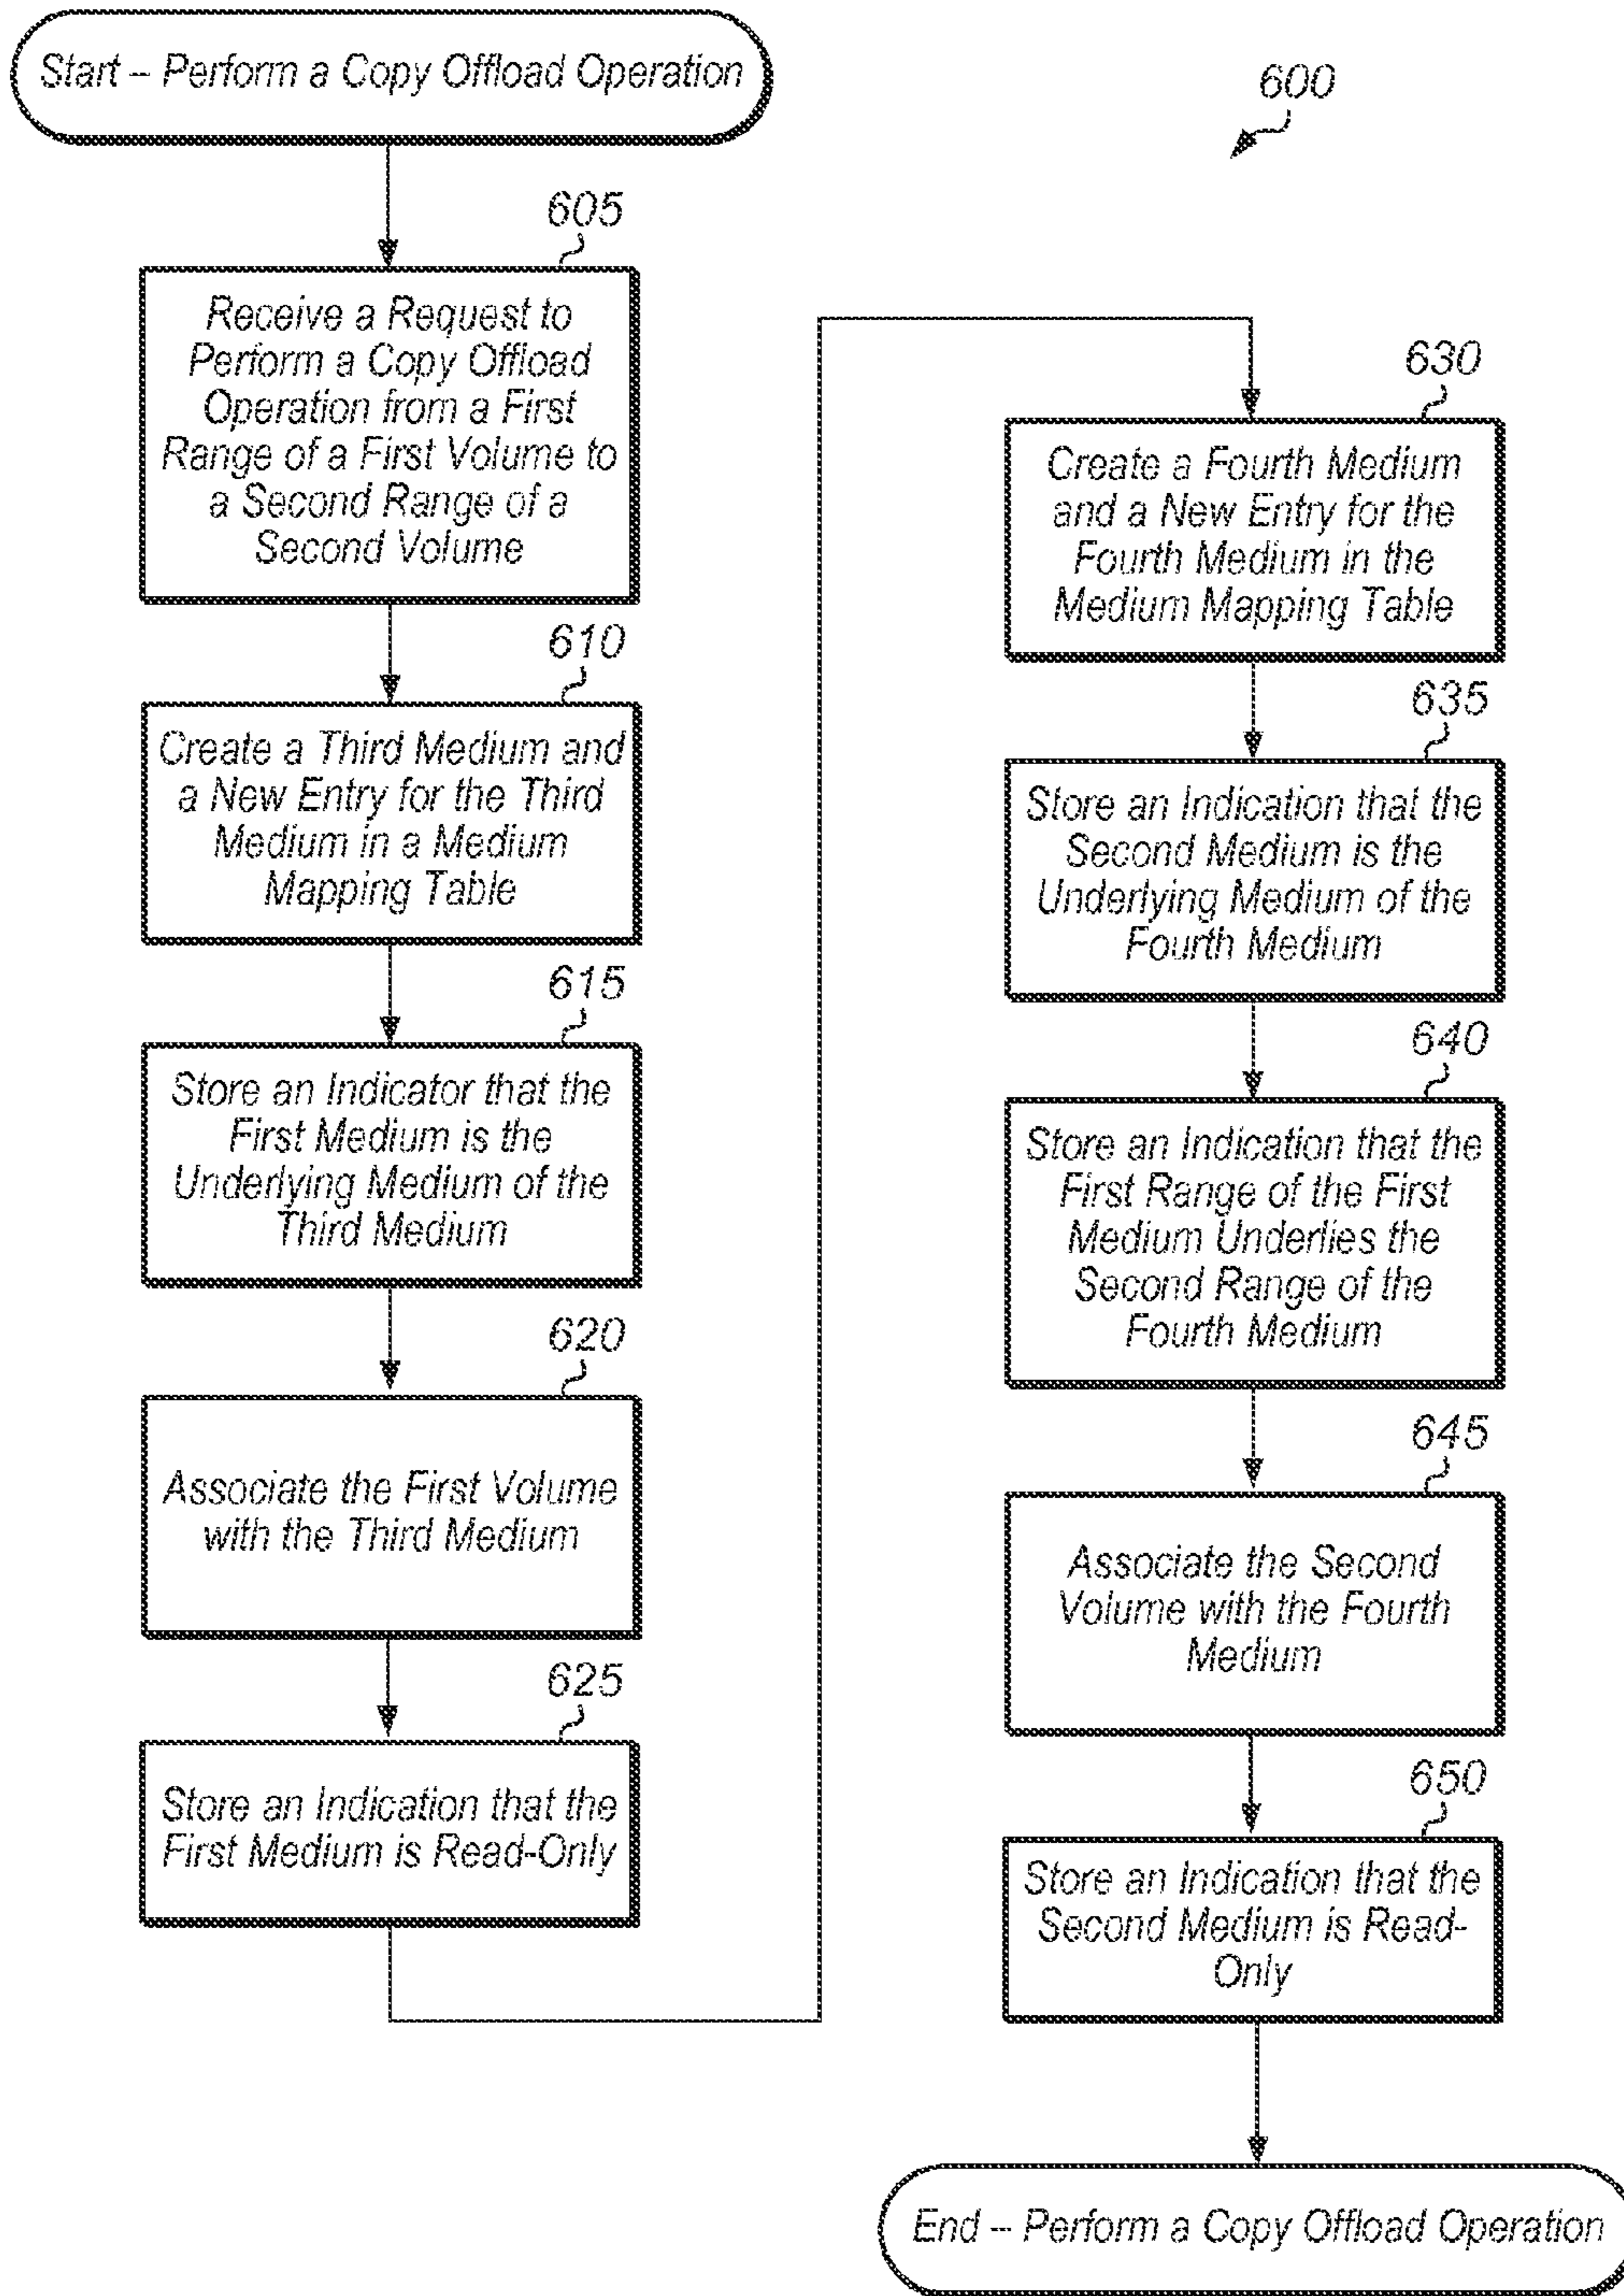 Start – Perform a Copy Offload Operation
600
605
Receive a Request to
Perform a Copy Offload
Operation from a First
Range of a First Volume to
a Second Range of a
Second Volume
610
Create a Third Medium and
a New Entry for the Third
Medium in a Medium
Mapping Table
615
Store an Indicator that the
First Medium is the
Underlying Medium of the
Third Medium
620
Associate the First Volume
with the Third Medium
625
Store an Indication that the
First Medium is Read-Only
630
Create a Fourth Medium
and a New Entry for the
Fourth Medium in the
Medium Mapping Table
635
Store an Indication that the
Second Medium is the
Underlying Medium of the
Fourth Medium
640
Store an Indication that the
First Range of the First
Medium Underlies the
Second Range of the
Fourth Medium
645
Associate the Second
Volume with the Fourth
Medium
650
Store an Indication that the
Second Medium is Read-
Only
End – Perform a Copy Offload Operation